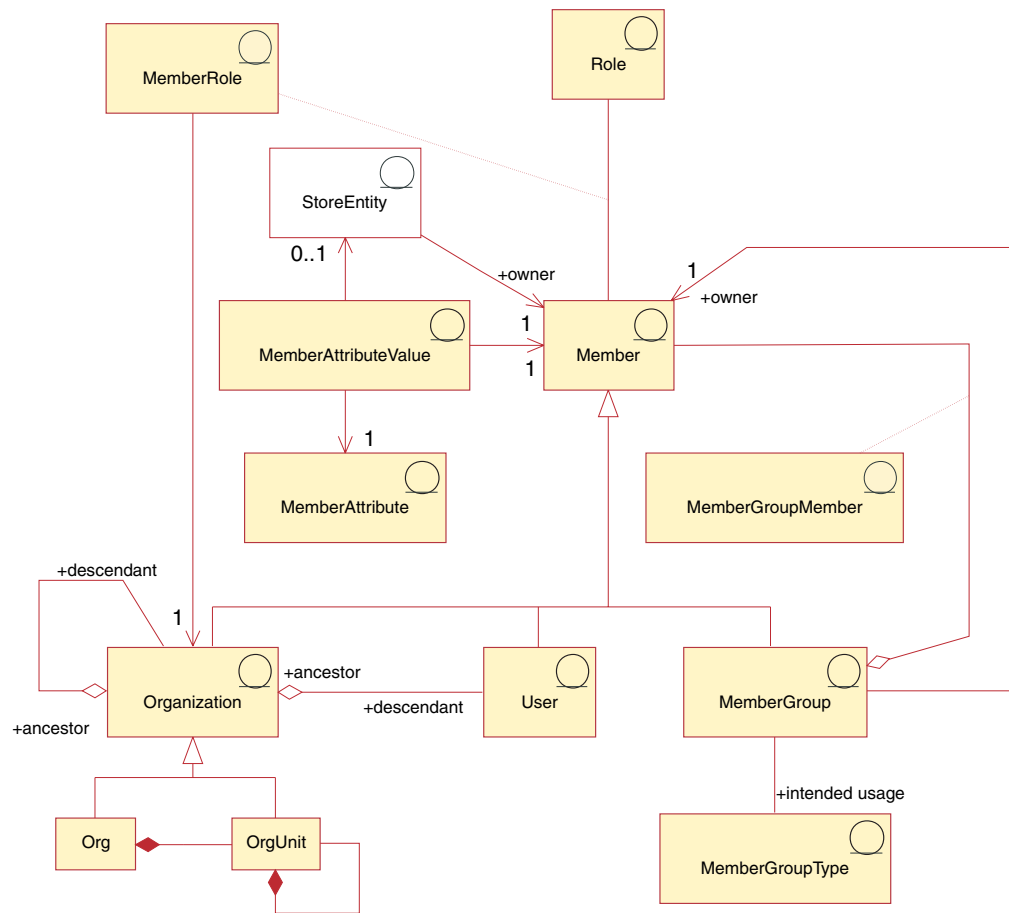 Role
MemberRole
StoreEntity
0..1
+owner
1
+owner
1
MemberAttributeValue
Member
1
1
MemberAttribute
MemberGroupMember
+descendant
1
+ancestor
Organization
User
MemberGroup
+descendant
+ancestor
+intended usage
Org
OrgUnit
MemberGroupType